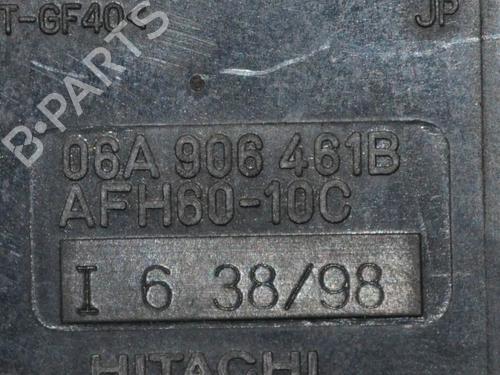 T-GF40
JP
B-PARTS
06A 906 461B
AFH60-10C
I 6 38/98
HITACHI